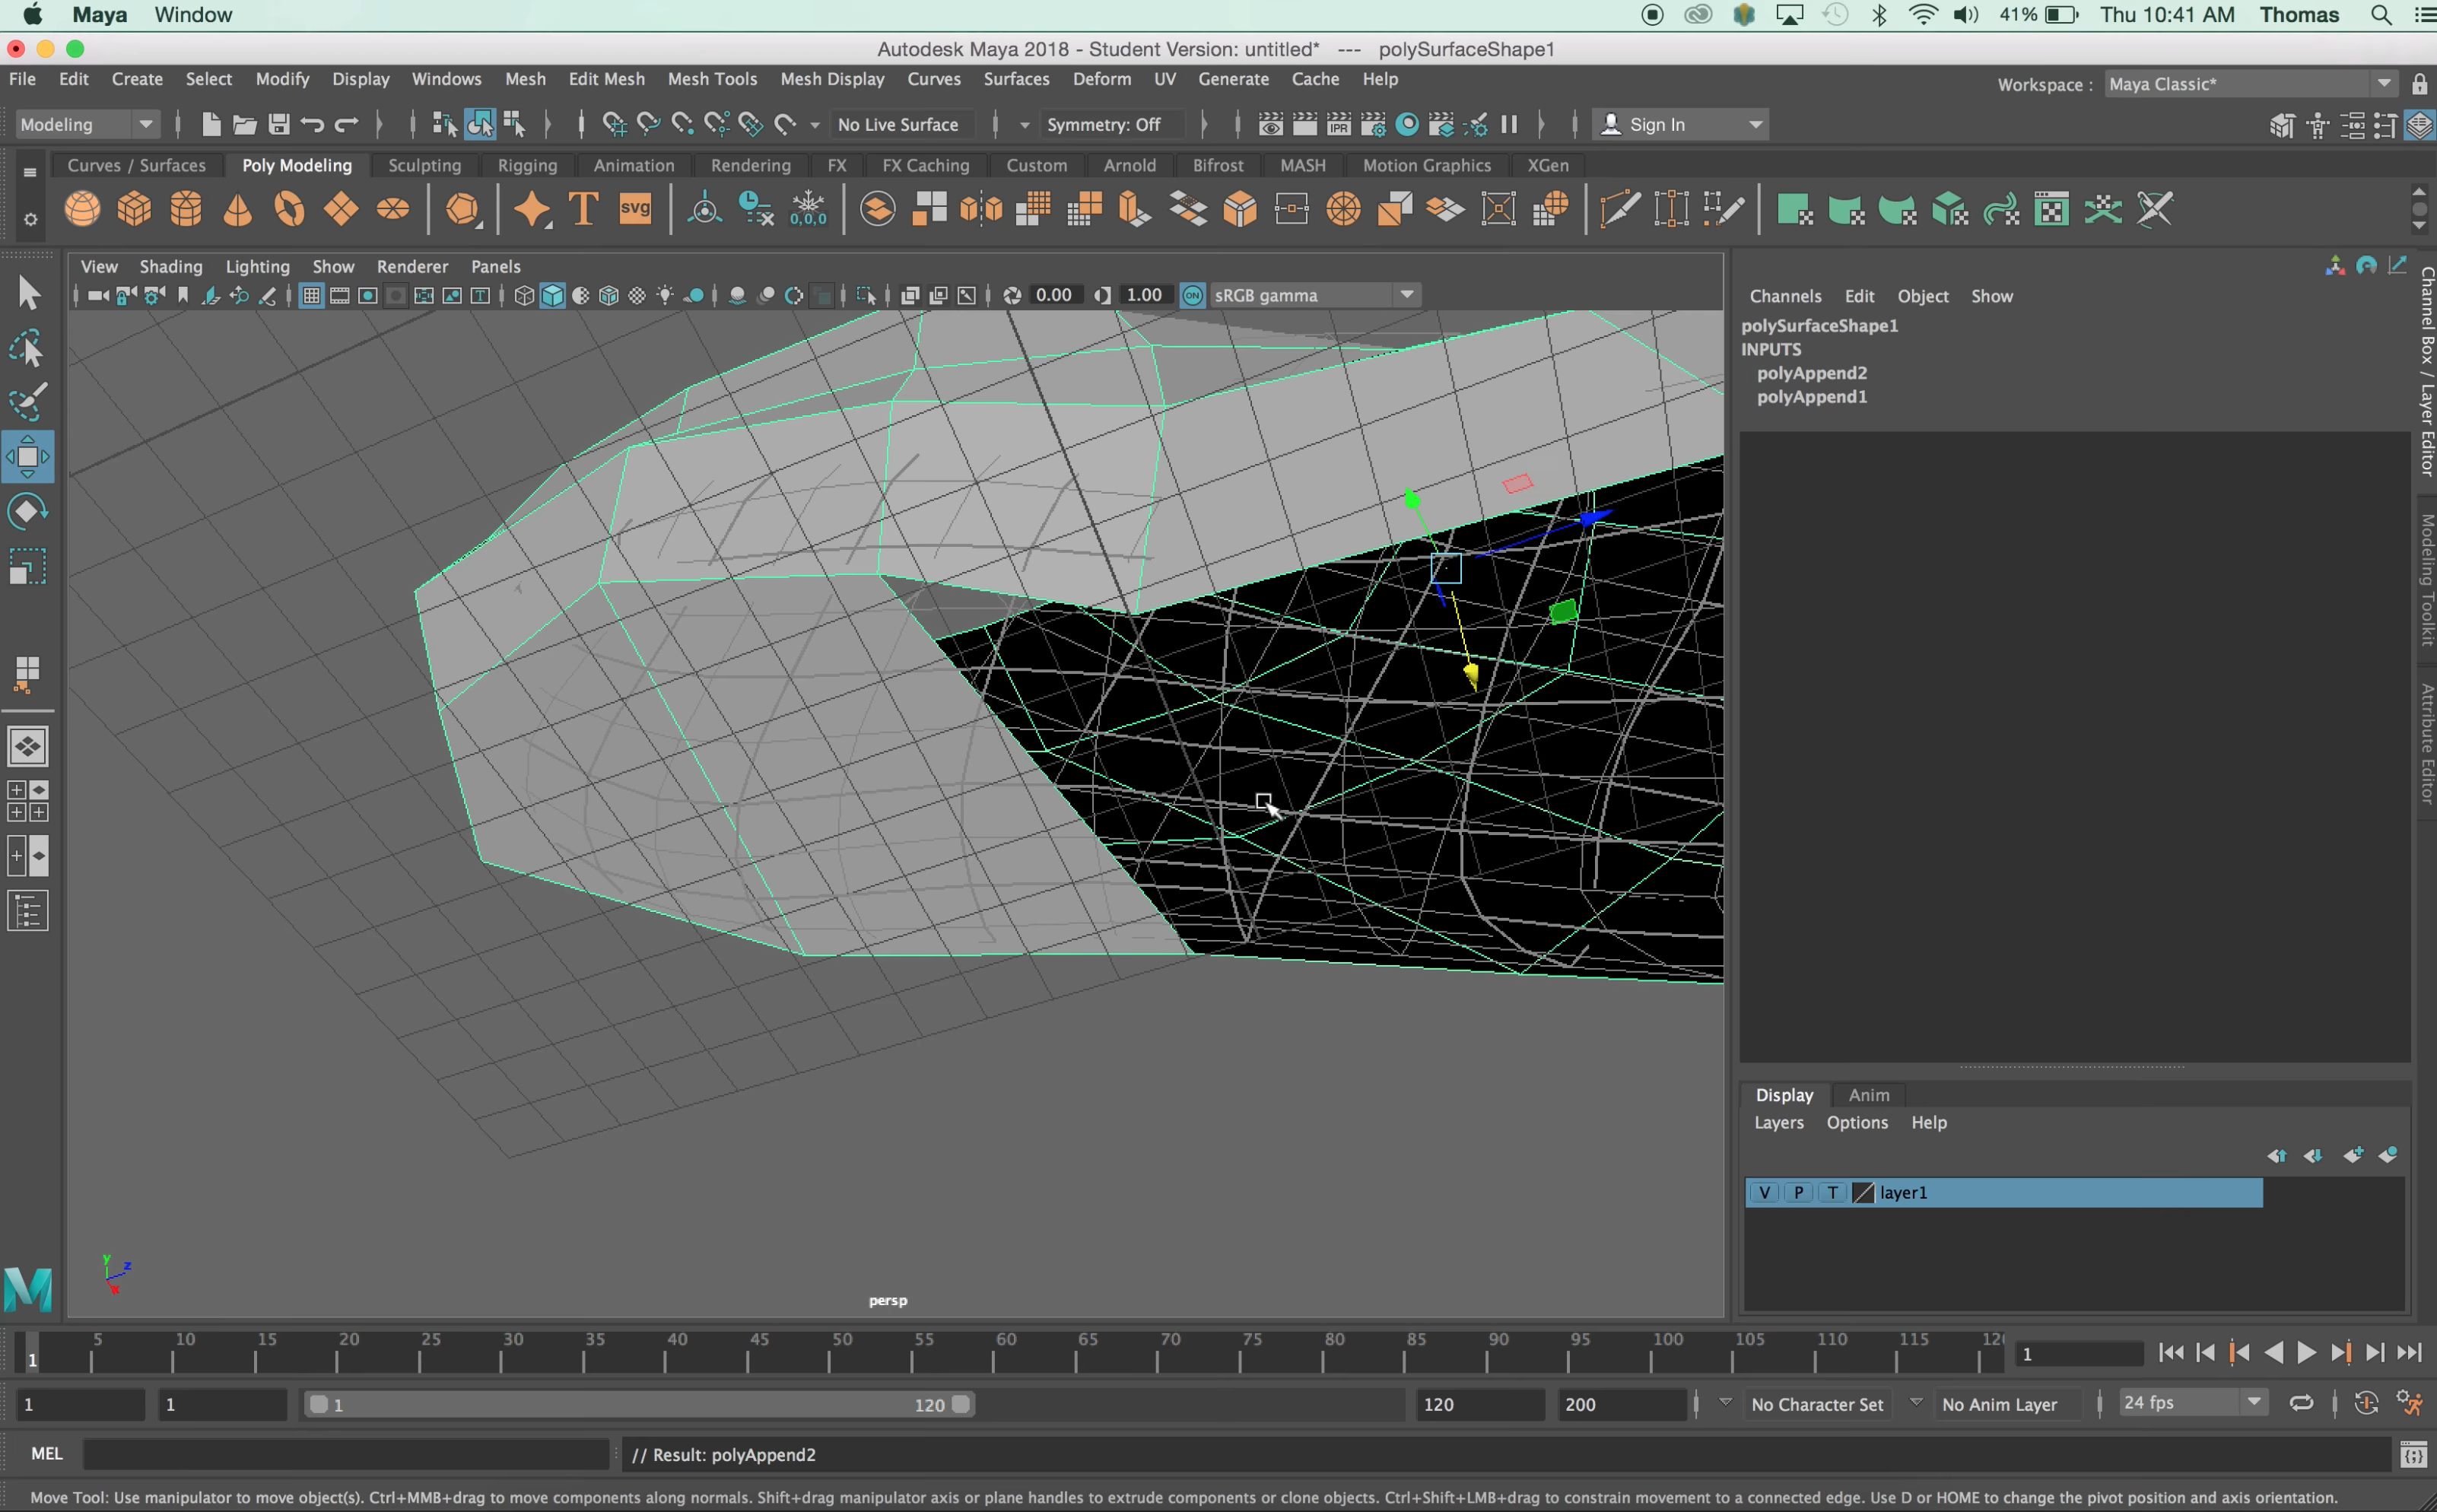 Maya Window 41% Thu 10:41 AM Thomas
Autodesk Maya 2018 - Student Version: untitled* --- polySurfaceShape1
File Edit Create Select Modify Display Windows Mesh Edit Mesh Mesh Tools Mesh Display Curves Surfaces Deform UV Generate Cache Help
Workspace : Maya Classic*
Modeling No Live Surface Symmetry: Off IPR Sign In
Curves / Surfaces Poly Modeling Sculpting Rigging Animation Rendering FX FX Caching Custom Arnold Bifrost MASH Motion Graphics XGen
T svg 0,0,0
View Shading Lighting Show Renderer Panels
T 0.00 1.00 ON sRGB gamma
Channels Edit Object Show
polySurfaceShape1
INPUTS
polyAppend2
polyAppend1
Channel Box / Layer Editor
Modeling Toolkit
Attribute Editor
Display Anim
Layers Options Help
V P T layer1
y z x
persp
1 5 10 15 20 25 30 35 40 45 50 55 60 65 70 75 80 85 90 95 100 105 110 115 120 1
1 1 1 120 120 200 No Character Set No Anim Layer 24 fps
MEL // Result: polyAppend2
Move Tool: Use manipulator to move object(s). Ctrl+MMB+drag to move components along normals. Shift+drag manipulator axis or plane handles to extrude components or clone objects. Ctrl+Shift+LMB+drag to constrain movement to a connected edge. Use D or HOME to change the pivot position and axis orientation.